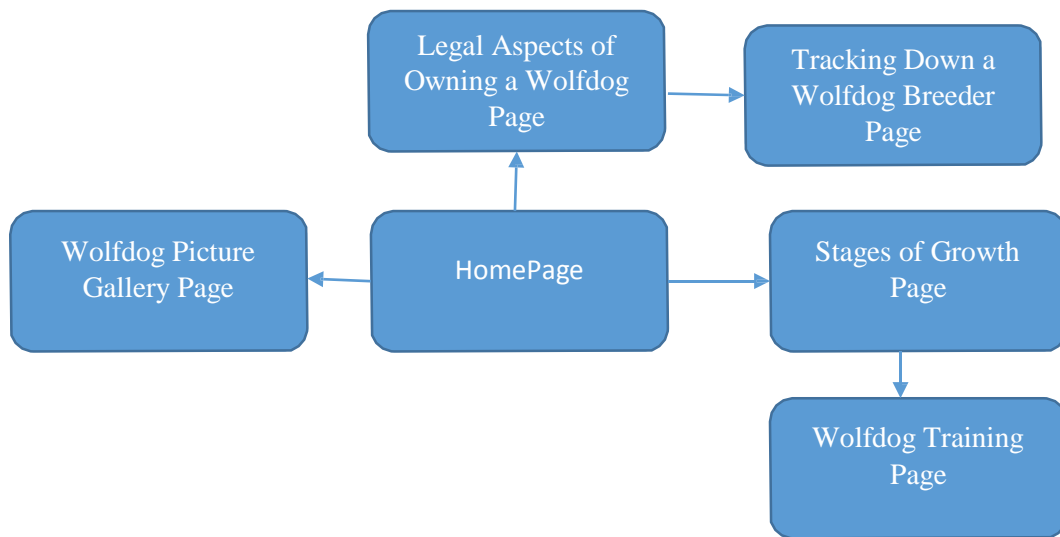 Legal Aspects of
Owning a Wolfdog
Page
Tracking Down a
Wolfdog Breeder
Page
Wolfdog Picture
Gallery Page
HomePage
Stages of Growth
Page
Wolfdog Training
Page